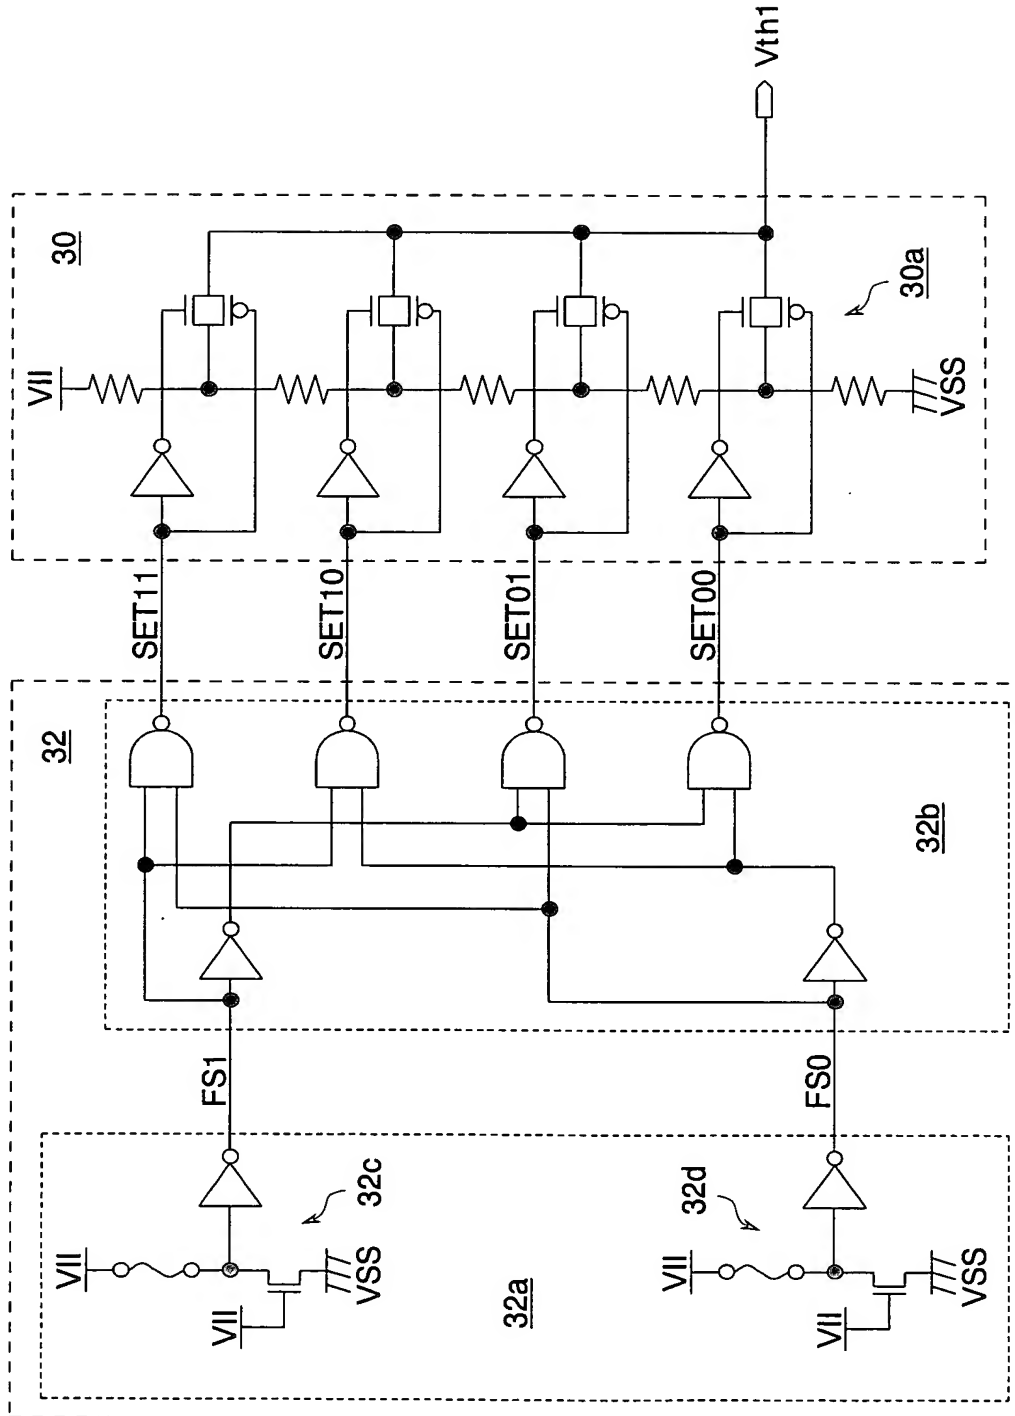 VII
32
30
VII
SET11
FS1
VII
SET10
VSS
32c
32a
SET01
VII
32d
SET00
Vth1
FS0
VII
32b
30a
VSS
VSS